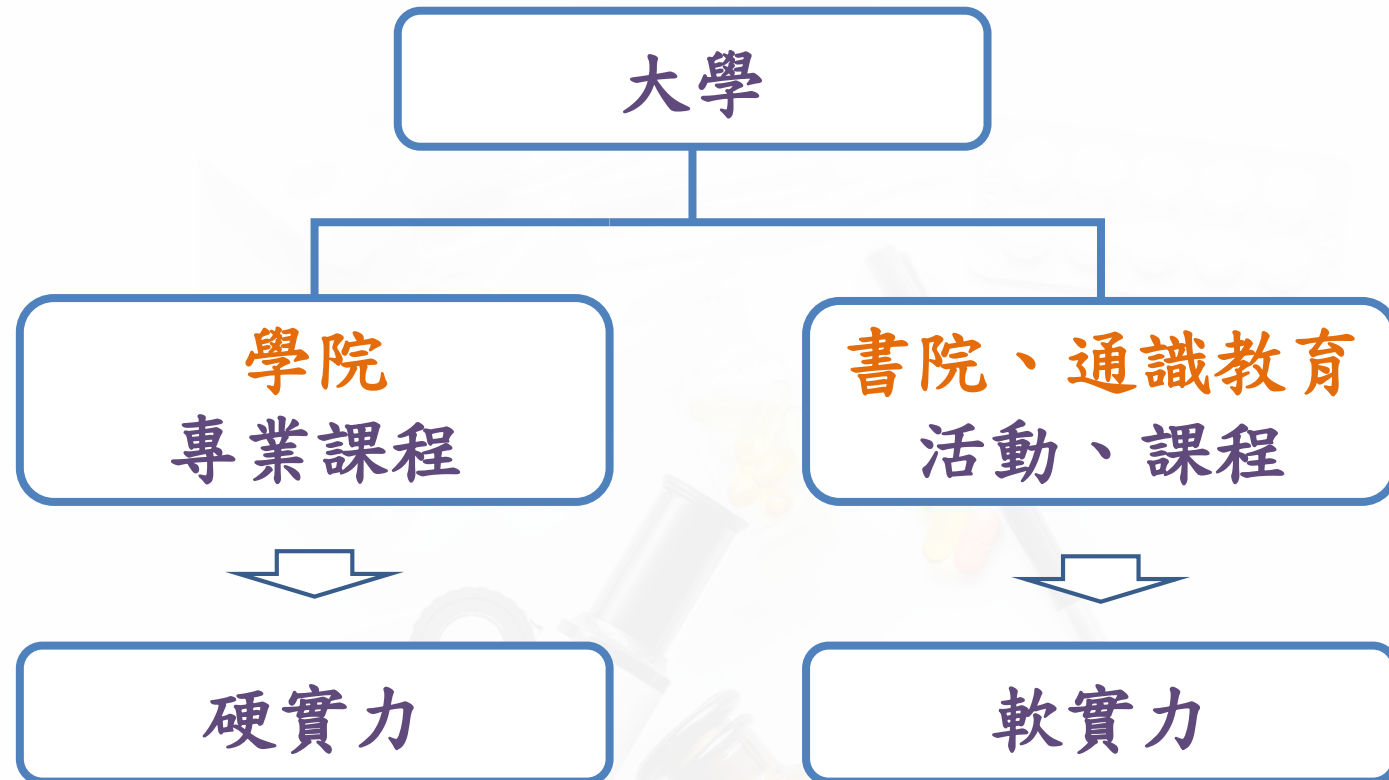 大學
學院
專業課程
書院、通識教育
活動、課程
硬實力
軟實力